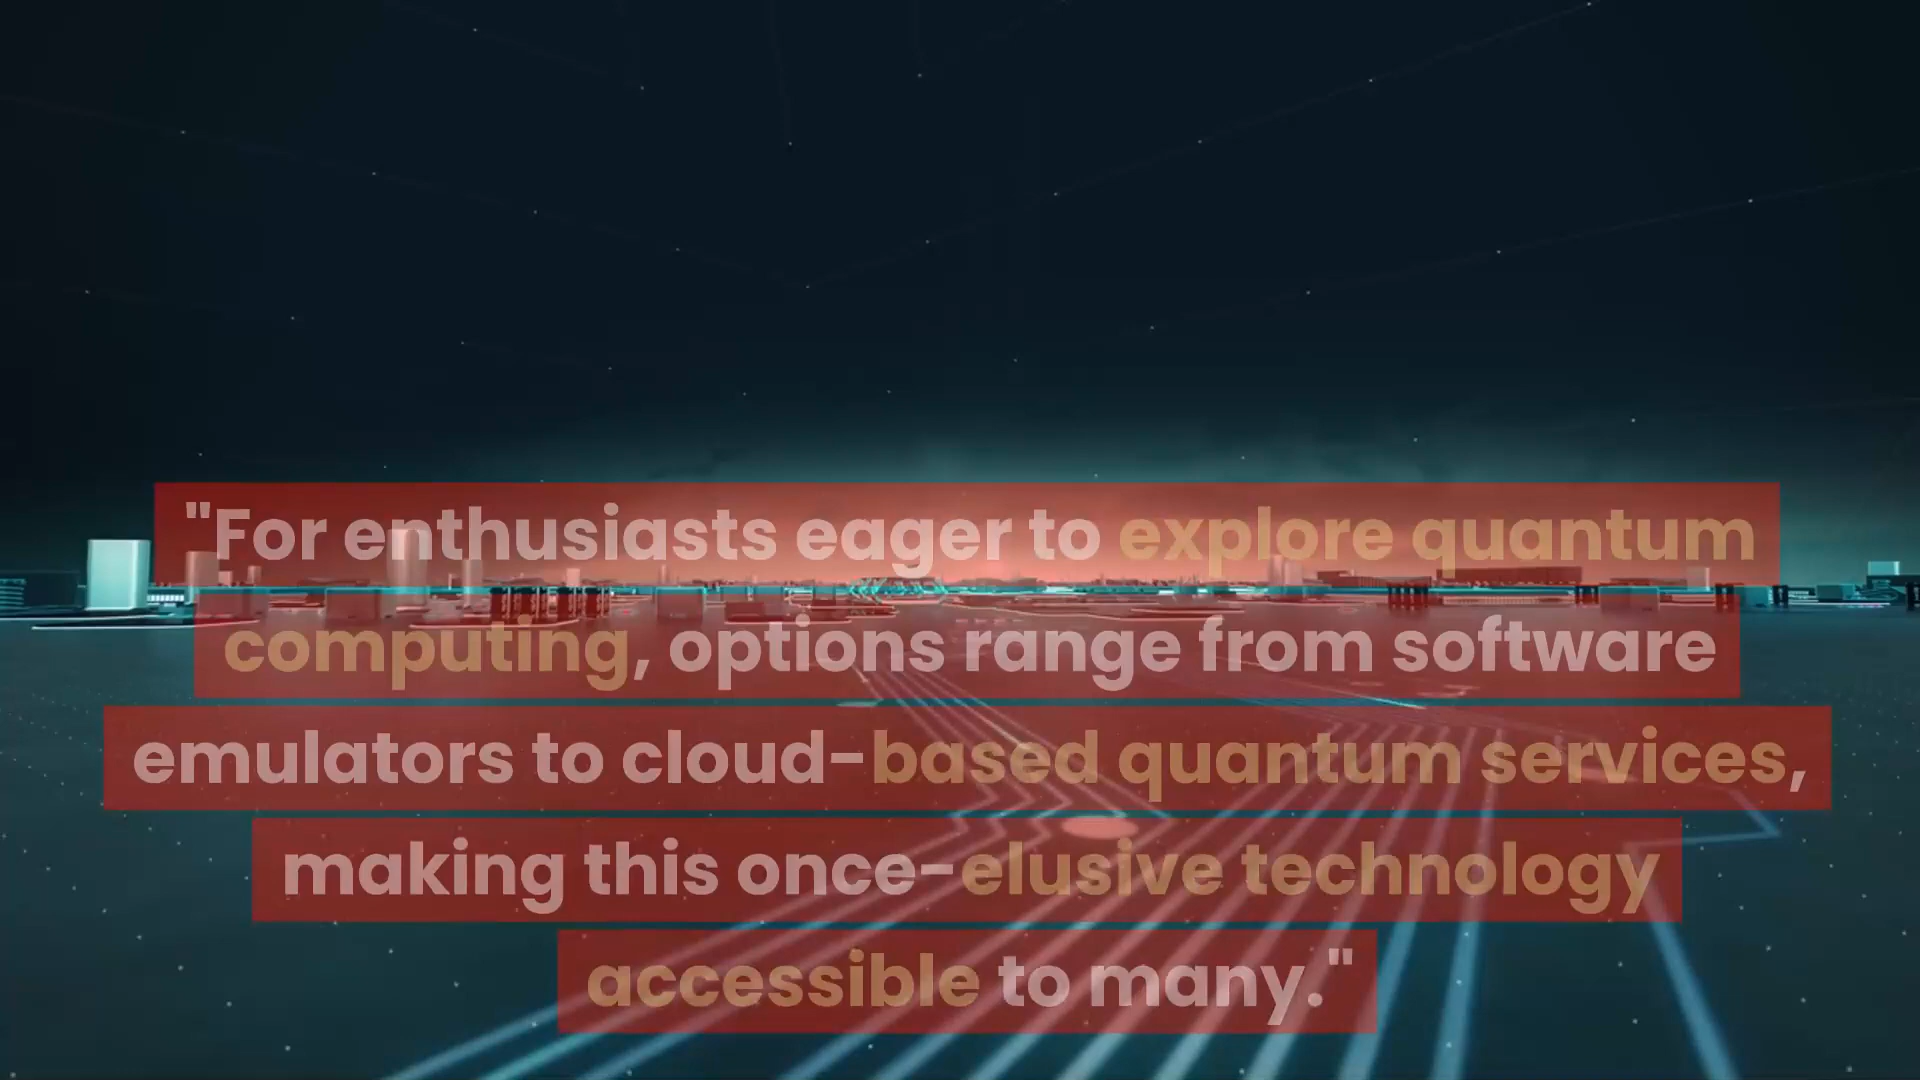 "For enthusiasts eager to explore quantum
computing, options range from software
emulators to cloud-based quantum services,
making this once-elusive technology
accessible to many."